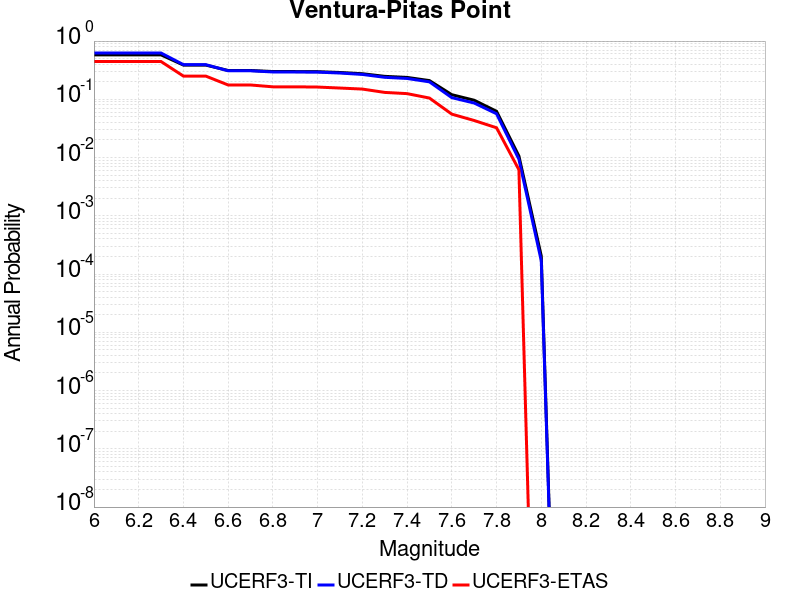 Ventura-Pitas Point
10^0
10^-1
10^-2
10^-3
10^-4
10^-5
10^-6
10^-7
10^-8
Annual Probability
6 6.2 6.4 6.6 6.8 7 7.2 7.4 7.6 7.8 8 8.2 8.4 8.6 8.8 9
Magnitude
UCERF3-TI UCERF3-TD UCERF3-ETAS